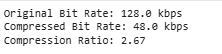 Original Bit Rate: 128.0 kbps
Compressed Bit Rate: 48.0 kbps
Compression Ratio: 2.67